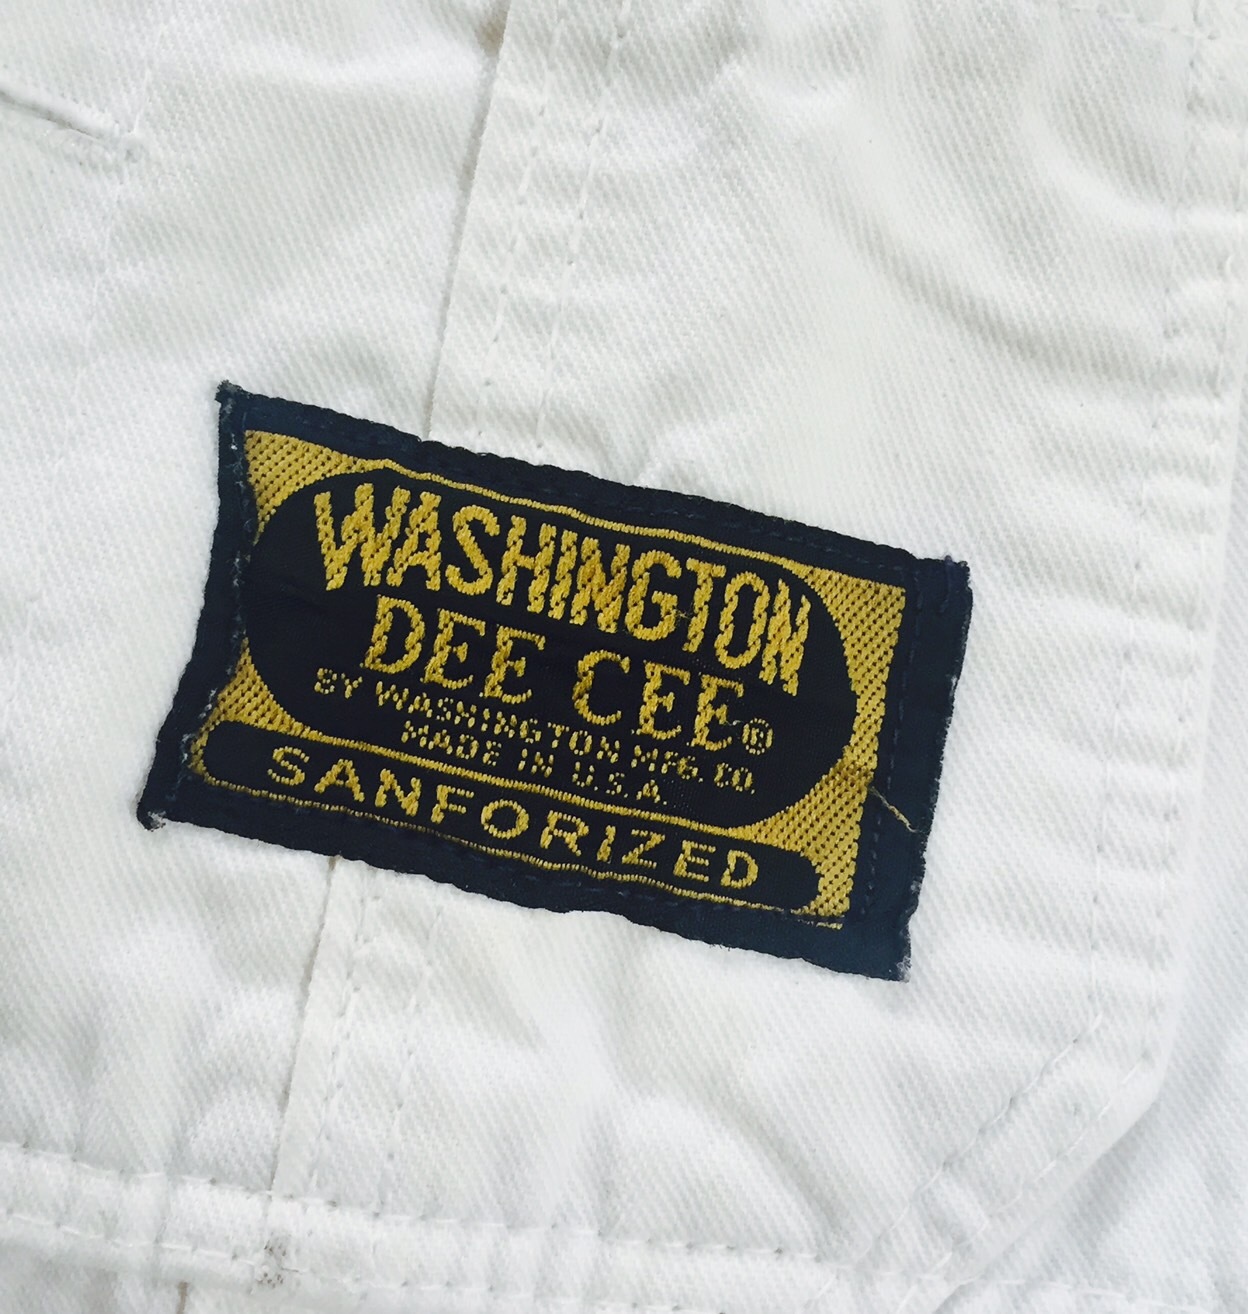 WASHINGTON
DEE CEE®
BY WASHINGTON MFG. CO.
MADE IN U.S.A.
SANFORIZED